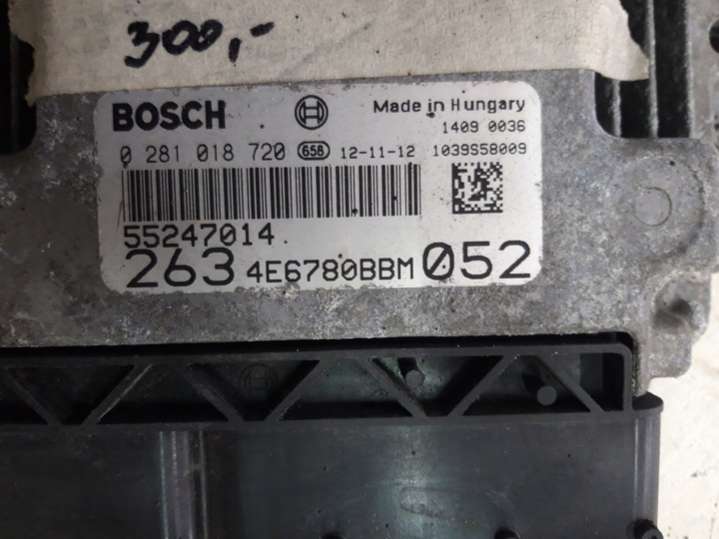 300,-
BOSCH Made in Hungary
1409 0036
0 281 018 720 658 12-11-12 1039S58009
55247014.
263 4E6780BBM 052